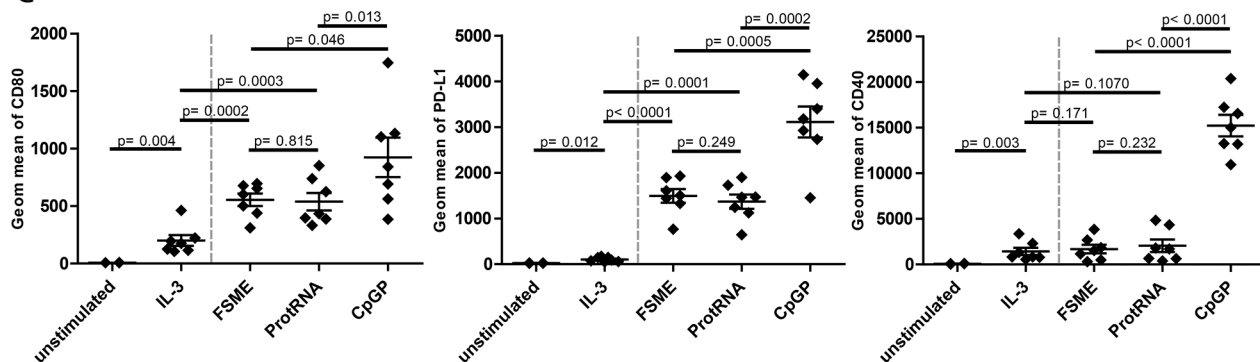 p= 0.013
p= 0.046
p= 0.0003
p= 0.0002
p= 0.004
p= 0.815
Geom mean of CD80
2000
1500
1000
500
0
unstimulated
IL-3
FSME
ProtRNA
CpGP
p= 0.0002
p= 0.0005
p= 0.0001
p< 0.0001
p= 0.012
p= 0.249
Geom mean of PD-L1
5000
4000
3000
2000
1000
0
unstimulated
IL-3
FSME
ProtRNA
CpGP
p< 0.0001
p< 0.0001
p= 0.1070
p= 0.171
p= 0.003
p= 0.232
Geom mean of CD40
25000
20000
15000
10000
5000
0
unstimulated
IL-3
FSME
ProtRNA
CpGP